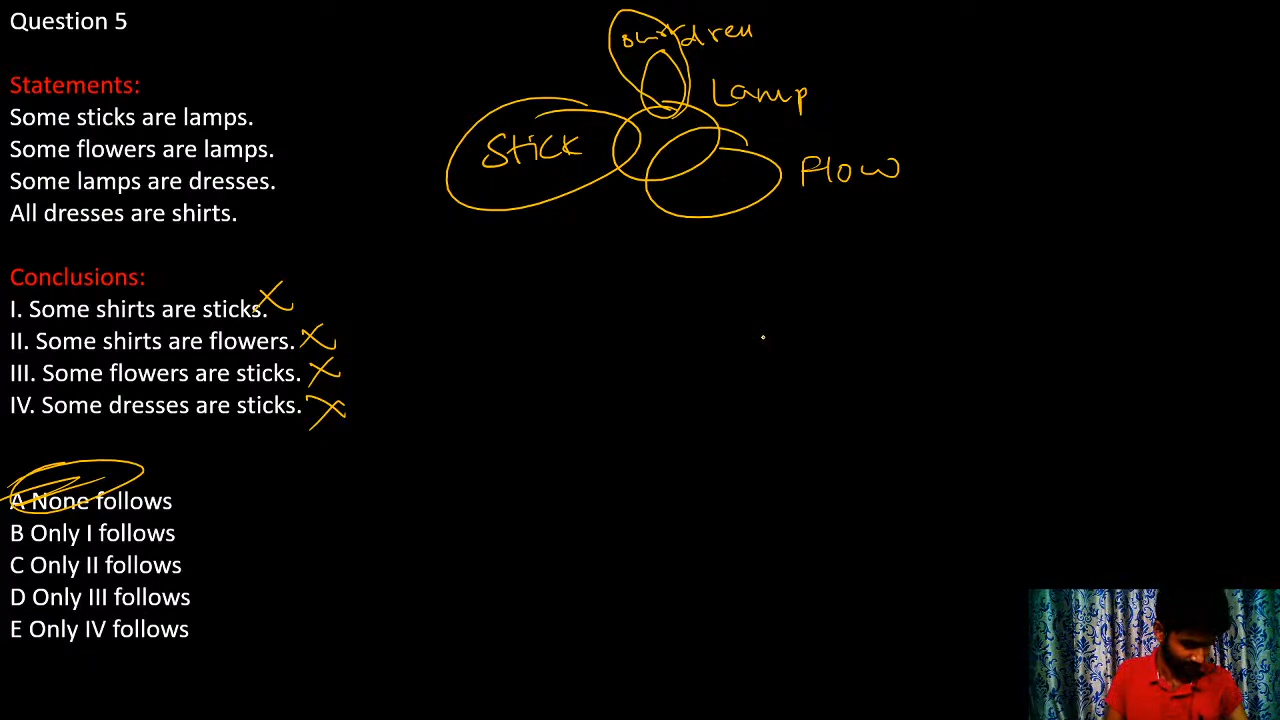 Question 5
Statements:
Some sticks are lamps.
Some flowers are lamps.
Some lamps are dresses.
All dresses are shirts.
Conclusions:
I. Some shirts are sticks.
II. Some shirts are flowers.
III. Some flowers are sticks.
IV. Some dresses are sticks.
A None follows
B Only I follows
C Only II follows
D Only III follows
E Only IV follows
Lamp
Stick
Flow